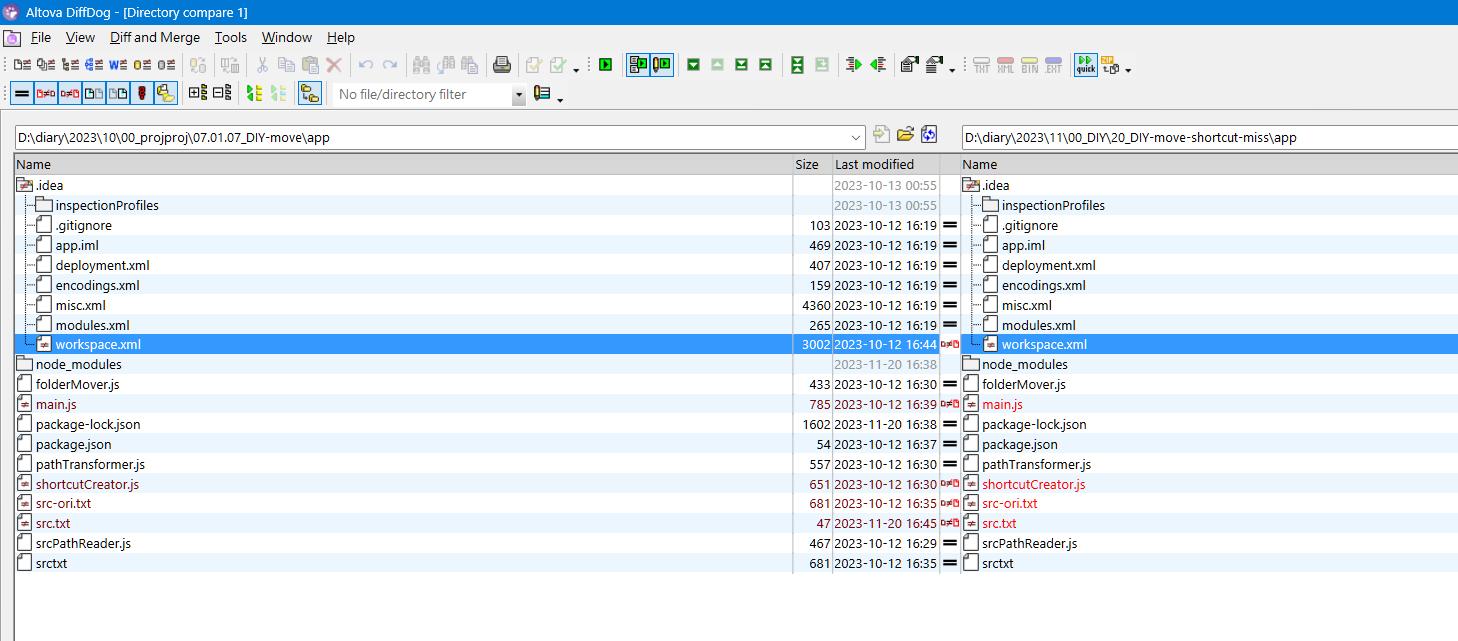 Altova DiffDog - [Directory compare 1]
File View Diff and Merge Tools Window Help
TXT XML BIN .EXT quick ZIP
No file/directory filter
D:\diary\2023\10\00_projproj\07.01.07_DIY-move\app D:\diary\2023\11\00_DIY\20_DIY-move-shortcut-miss\app
Name Size Last modified Name
.idea 2023-10-13 00:55 .idea
inspectionProfiles 2023-10-13 00:55 inspectionProfiles
.gitignore 103 2023-10-12 16:19 .gitignore
app.iml 469 2023-10-12 16:19 app.iml
deployment.xml 407 2023-10-12 16:19 deployment.xml
encodings.xml 159 2023-10-12 16:19 encodings.xml
misc.xml 4360 2023-10-12 16:19 misc.xml
modules.xml 265 2023-10-12 16:19 modules.xml
workspace.xml 3002 2023-10-12 16:44 workspace.xml
node_modules 2023-11-20 16:38 node_modules
folderMover.js 433 2023-10-12 16:30 folderMover.js
main.js 785 2023-10-12 16:39 main.js
package-lock.json 1602 2023-11-20 16:38 package-lock.json
package.json 54 2023-10-12 16:37 package.json
pathTransformer.js 557 2023-10-12 16:30 pathTransformer.js
shortcutCreator.js 651 2023-10-12 16:30 shortcutCreator.js
src-ori.txt 681 2023-10-12 16:35 src-ori.txt
src.txt 47 2023-11-20 16:45 src.txt
srcPathReader.js 467 2023-10-12 16:29 srcPathReader.js
srctxt 681 2023-10-12 16:35 srctxt